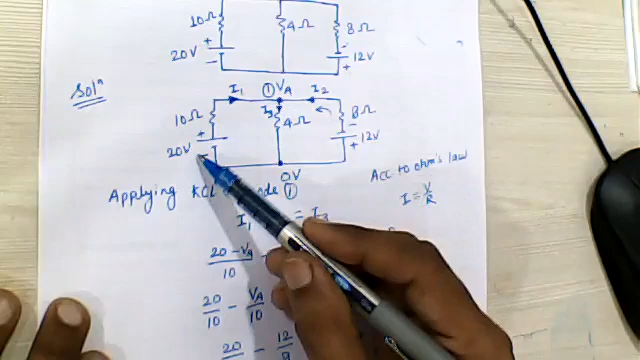 10Ω 4Ω 8Ω
20V + - - + 12V
Solⁿ
I₁ ① V_A I₂
10Ω I₃ 4Ω 8Ω
20V + - + 12V
0V
Acc. to ohm's law
Applying KCL node ①
I = V/R
I₁ = I₃
(20 - V_A)/10 -
20/10 - V_A/10
20 - 12